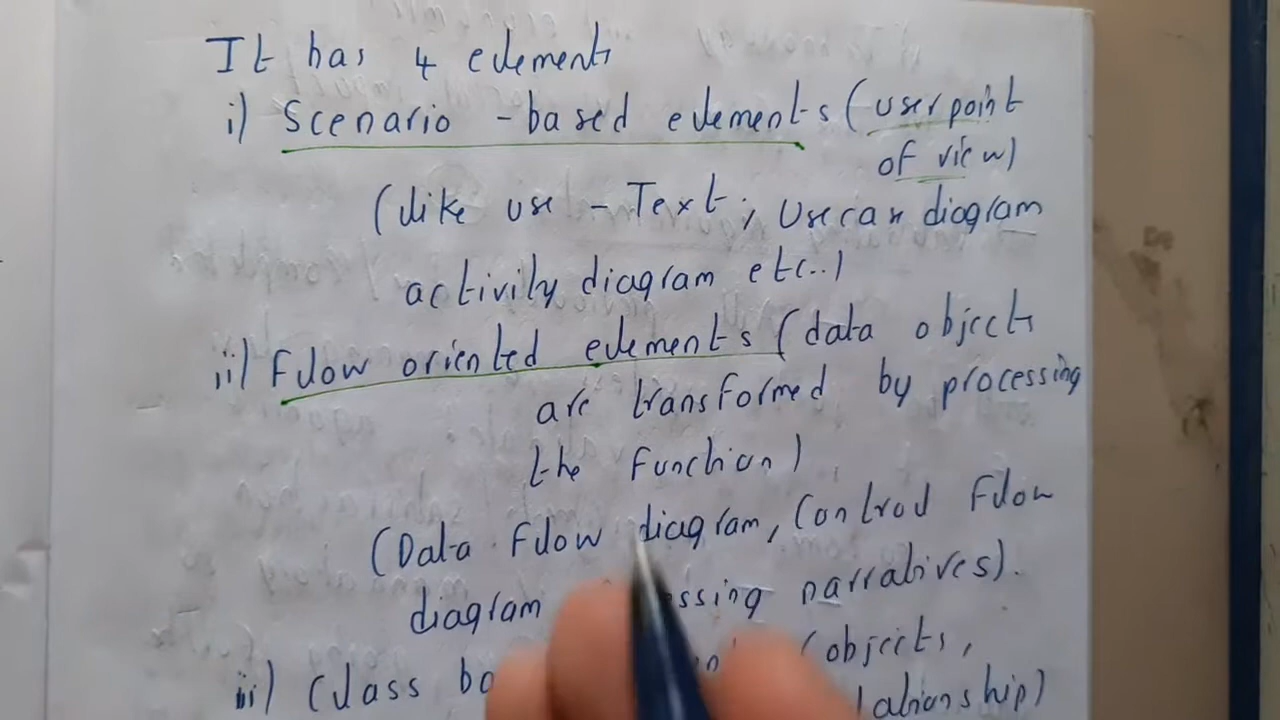 It has 4 elements
i) Scenario - based elements (user point
of view)
(like use - Text ; Usecase diagram
activity diagram etc..)
ii) Flow oriented elements (data objects
are transformed by processing
the Function)
(Data Flow diagram, Control Flow
diagram narratives).
iii) Class (objects,